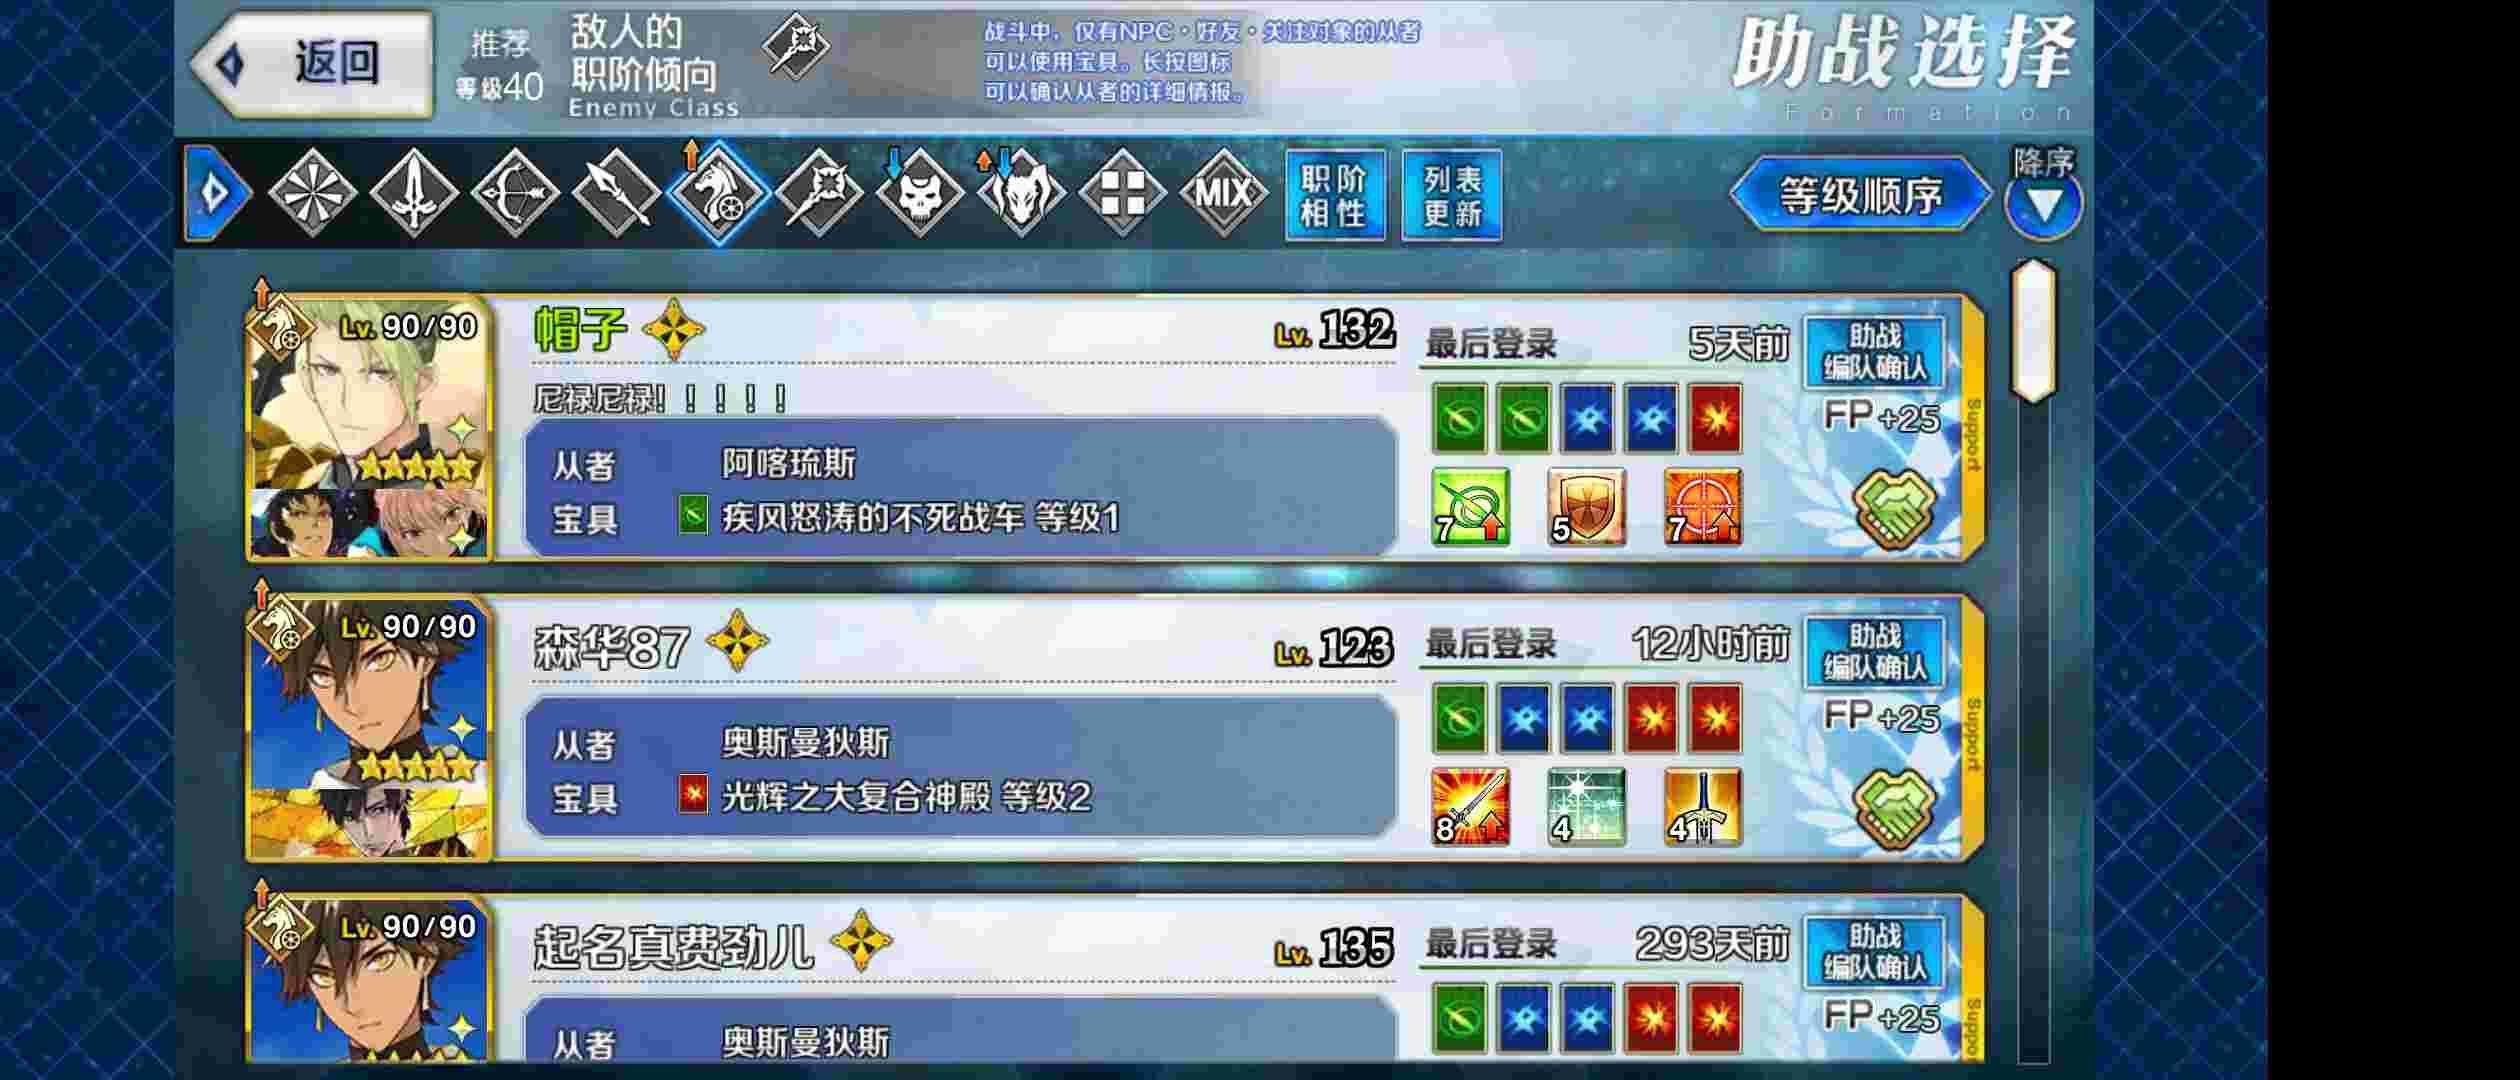 返回
推荐
等级40
敌人的
职阶倾向
Enemy Class
战斗中，仅有NPC·好友·关注对象的从者
可以使用宝具。长按图标
可以确认从者的详细情报。
助战选择
Formation
MIX
职阶
相性
列表
更新
等级顺序
降序
Lv. 90/90
帽子
Lv. 132
尼禄尼禄！！！！！
从者 阿喀琉斯
宝具 疾风怒涛的不死战车 等级1
最后登录 5天前
7 5 7
助战
编队确认
FP +25
Support
Lv. 90/90
森华87
Lv. 123
从者 奥斯曼狄斯
宝具 光辉之大复合神殿 等级2
最后登录 12小时前
8 4 4
助战
编队确认
FP +25
Support
Lv. 90/90
起名真费劲儿
Lv. 135
从者 奥斯曼狄斯
最后登录 293天前
助战
编队确认
FP +25
Suppo